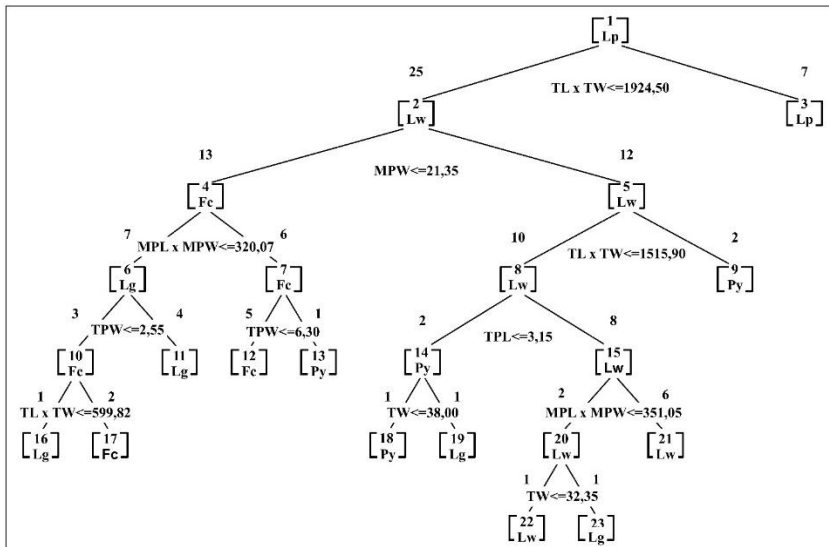 1
Lp
25
7
TL x TW<=1924,50
2
Lw
3
Lp
13
12
MPW<=21,35
4
Fc
5
Lw
7
MPL x MPW<=320,07
6
10
TL x TW<=1515,90
2
6
Lg
7
Fc
8
Lw
9
Py
3
TPW<=2,55
4
5
TPW<=6,30
1
2
TPL<=3,15
8
10
Fc
11
Lg
12
Fc
13
Py
14
Py
15
Lw
1
TL x TW<=599,82
2
1
TW<=38,00
1
2
MPL x MPW<=351,05
6
16
Lg
17
Fc
18
Py
19
Lg
20
Lw
21
Lw
1
TW<=32,35
1
22
Lw
23
Lg